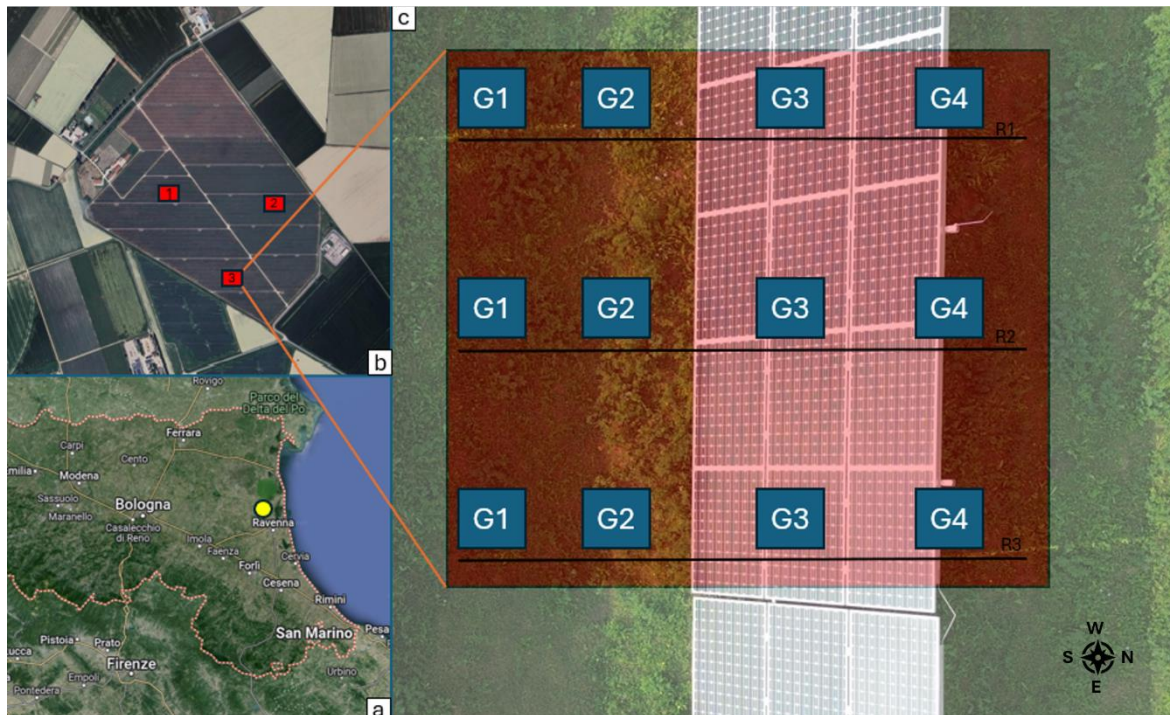 c
G1 G2 G3 G4
R1
G1 G2 G3 G4
R2
G1 G2 G3 G4
R3
W
S N
E
1
2
3
b
Rovigo
Parco del
Delta del Po
Ferrara
Carpi
Cento
Modena
Sassuolo
Maranello
Bologna
Casalecchio
di Reno
Imola
Ravenna
Faenza
Cervia
Forlì
Cesena
Rimini
San Marino
Pesa
Pistoia
Prato
Lucca
Firenze
Empoli
Pontedera
Urbino
a